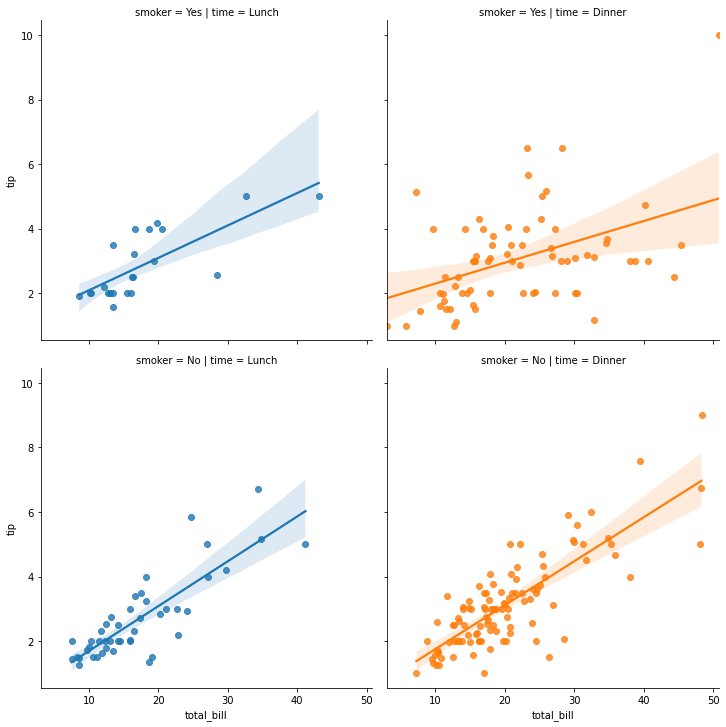 smoker = Yes | time = Lunch
smoker = Yes | time = Dinner
10
8
6
4
2
tip
smoker = No | time = Lunch
smoker = No | time = Dinner
10
8
6
4
2
tip
10 20 30 40 50
10 20 30 40 50
total_bill
total_bill